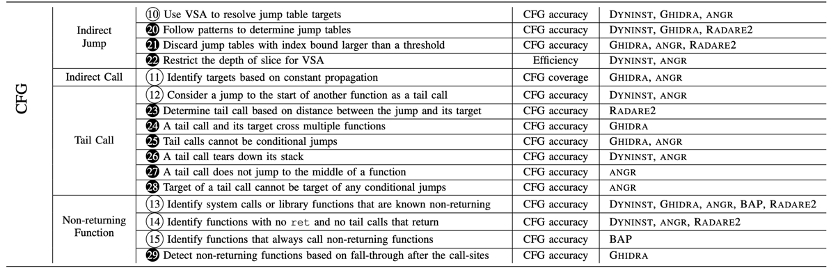 CFG
Indirect Jump
⑩ Use VSA to resolve jump table targets CFG accuracy DYNINST, GHIDRA, ANGR
⓴ Follow patterns to determine jump tables CFG accuracy DYNINST, GHIDRA, RADARE2
㉑ Discard jump tables with index bound larger than a threshold CFG accuracy GHIDRA, ANGR, RADARE2
㉒ Restrict the depth of slice for VSA Efficiency DYNINST, ANGR
Indirect Call ⑪ Identify targets based on constant propagation CFG coverage GHIDRA, ANGR
Tail Call
⑫ Consider a jump to the start of another function as a tail call CFG accuracy DYNINST, ANGR
㉓ Determine tail call based on distance between the jump and its target CFG accuracy RADARE2
㉔ A tail call and its target cross multiple functions CFG accuracy GHIDRA
㉕ Tail calls cannot be conditional jumps CFG accuracy GHIDRA, ANGR
㉖ A tail call tears down its stack CFG accuracy DYNINST, ANGR
㉗ A tail call does not jump to the middle of a function CFG accuracy ANGR
㉘ Target of a tail call cannot be target of any conditional jumps CFG accuracy ANGR
Non-returning Function
⑬ Identify system calls or library functions that are known non-returning CFG accuracy DYNINST, GHIDRA, ANGR, BAP, RADARE2
⑭ Identify functions with no ret and no tail calls that return CFG accuracy DYNINST, ANGR, RADARE2
⑮ Identify functions that always call non-returning functions CFG accuracy BAP
㉙ Detect non-returning functions based on fall-through after the call-sites CFG accuracy GHIDRA